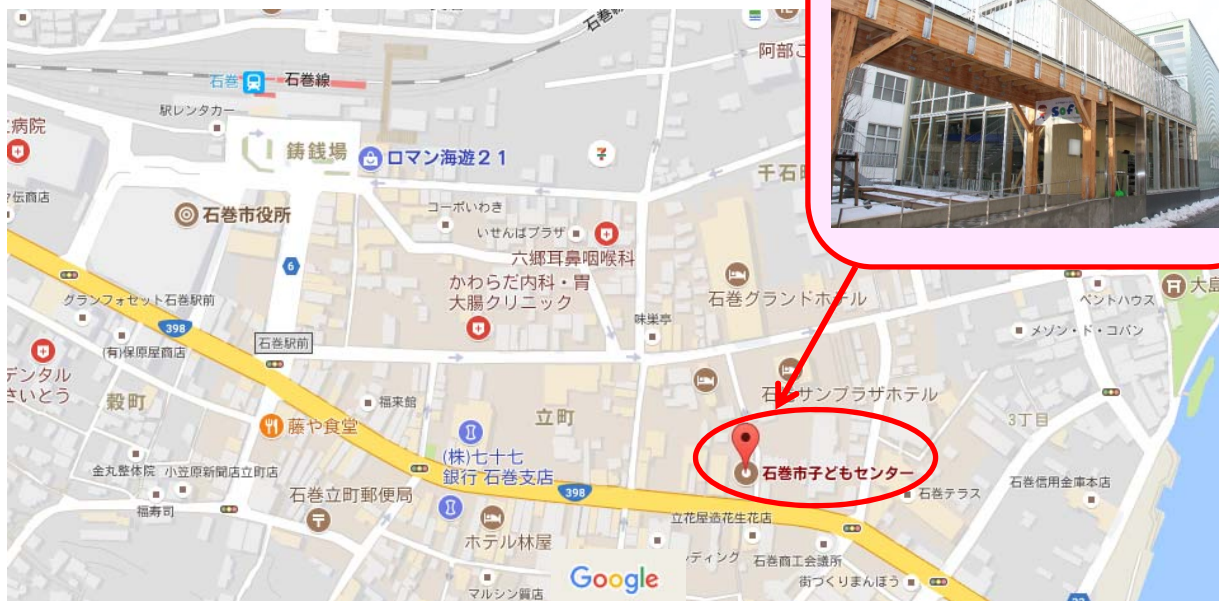 石巻線
石巻
石巻線
阿部こ
駅レンタカー
病院
鋳銭場
ロマン海遊21
千石
伝商店
石巻市役所
コーポいわき
いせんばプラザ
六郷耳鼻咽喉科
6
かわらだ内科・胃
大腸クリニック
石巻グランドホテル
大島
ペントハウス
グランフォセット石巻駅前
398
味巣亭
メゾン・ド・コバン
石巻駅前
(有)保原屋商店
デンタル
さいとう
穀町
福来館
立町
石巻サンプラザホテル
3丁目
藤や食堂
(株)七十七
銀行 石巻支店
石巻市子どもセンター
金丸整体院
小笠原新聞店立町店
石巻立町郵便局
398
石巻テラス
石巻信用金庫本店
福寿司
立花屋造花生花店
ホテル林屋
ディング
石巻商工会議所
Google
街づくりまんぼう
マルシン質店
33